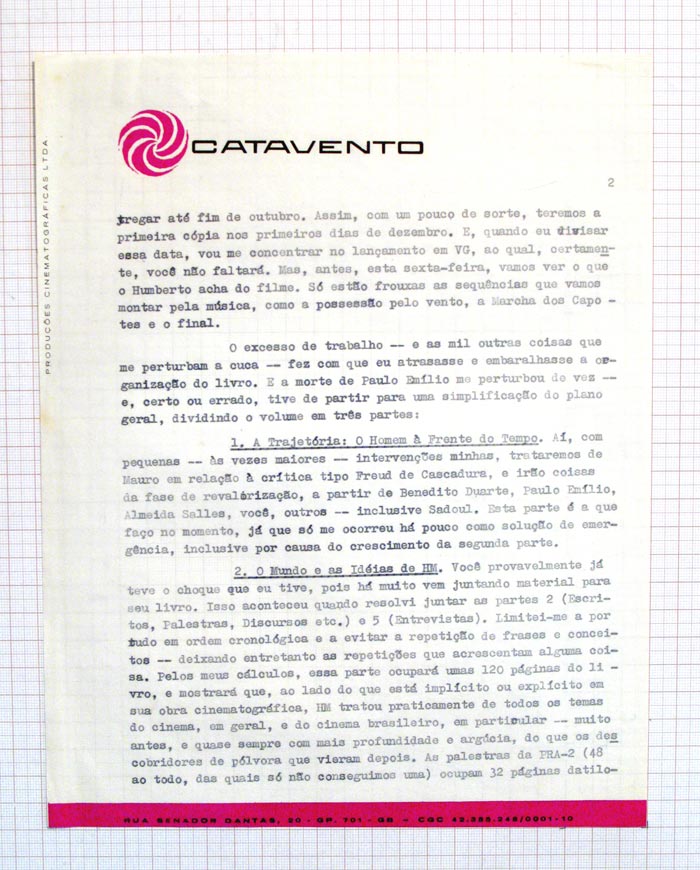 CATAVENTO
PRODUCÕES CINEMATOGRÁFICAS LTDA
2
tregar até fim de outubro. Assim, com um pouco de sorte, teremos a
primeira cópia nos primeiros dias de dezembro. E, quando eu divisar
essa data, vou me concentrar no lançamento em VG, ao qual, certamen-
te, você não faltará. Mas, antes, esta sexta-feira, vamos ver o que
o Humberto acha do filme. Só estão frouxas as sequências que vamos
montar pela música, como a possessão pelo vento, a Marcha dos Capo -
tes e o final.
O excesso de trabalho -- e as mil outras coisas que
me perturbam a cuca -- fez com que eu atrasasse e embaralhasse a or-
ganização do livro. E a morte de Paulo Emílio me perturbou de vez --
e, certo ou errado, tive de partir para uma simplificação do plano
geral, dividindo o volume em três partes:
1. A Trajetória: O Homem à Frente do Tempo. Aí, com
pequenas -- às vezes maiores -- intervenções minhas, trataremos de
Mauro em relação à crítica tipo Freud de Cascadura, e irão coisas
da fase de revalorização, a partir de Benedito Duarte, Paulo Emílio,
Almeida Salles, você, outros -- inclusive Sadoul. Esta parte é a que
faço no momento, já que só me ocorreu há pouco como solução de emer-
gência, inclusive por causa do crescimento da segunda parte.
2. O Mundo e as Idéias de HM. Você provavelmente já
teve o choque que eu tive, pois há muito vem juntando material para
seu livro. Isso aconteceu quando resolvi juntar as partes 2 (Escri-
tos, Palestras, Discursos etc.) e 5 (Entrevistas). Limitei-me a por
tudo em ordem cronológica e a evitar a repetição de frases e concei-
tos -- deixando entretanto as repetições que acrescentam alguma coi-
sa. Pelos meus cálculos, essa parte ocupará umas 120 páginas do li -
vro, e mostrará que, ao lado do que está implícito ou explícito em
sua obra cinematográfica, HM tratou praticamente de todos os temas
do cinema, em geral, e do cinema brasileiro, em particular -- muito
antes, e quase sempre com mais profundidade e argúcia, do que os des
cobridores de pólvora que vieram depois. As palestras da PRA-2 (48
ao todo, das quais só não conseguimos uma) ocupam 32 páginas datilo-
RUA SENADOR DANTAS, 20 - GR. 701 - GB - CGC 42.355.248/0001-10